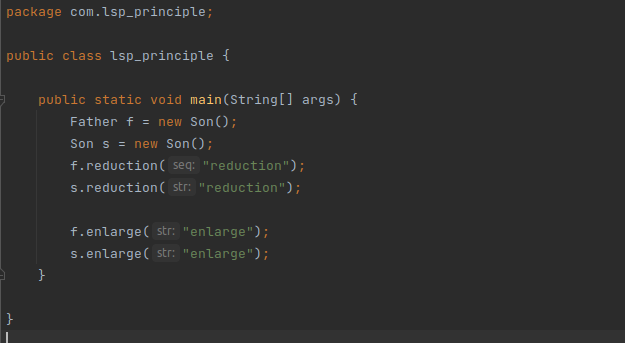 package com.lsp_principle;
public class lsp_principle {
public static void main(String[] args) {
Father f = new Son();
Son s = new Son();
f.reduction( seq: "reduction");
s.reduction( str: "reduction");
f.enlarge( str: "enlarge");
s.enlarge( str: "enlarge");
}
}